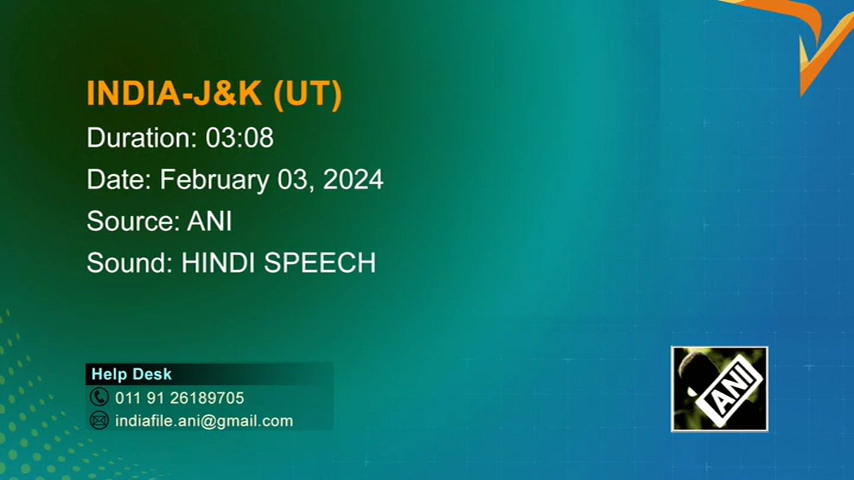 INDIA-J&K (UT)
Duration: 03:08
Date: February 03, 2024
Source: ANI
Sound: HINDI SPEECH
Help Desk
011 91 26189705
indiafile.ani@gmail.com
ANI